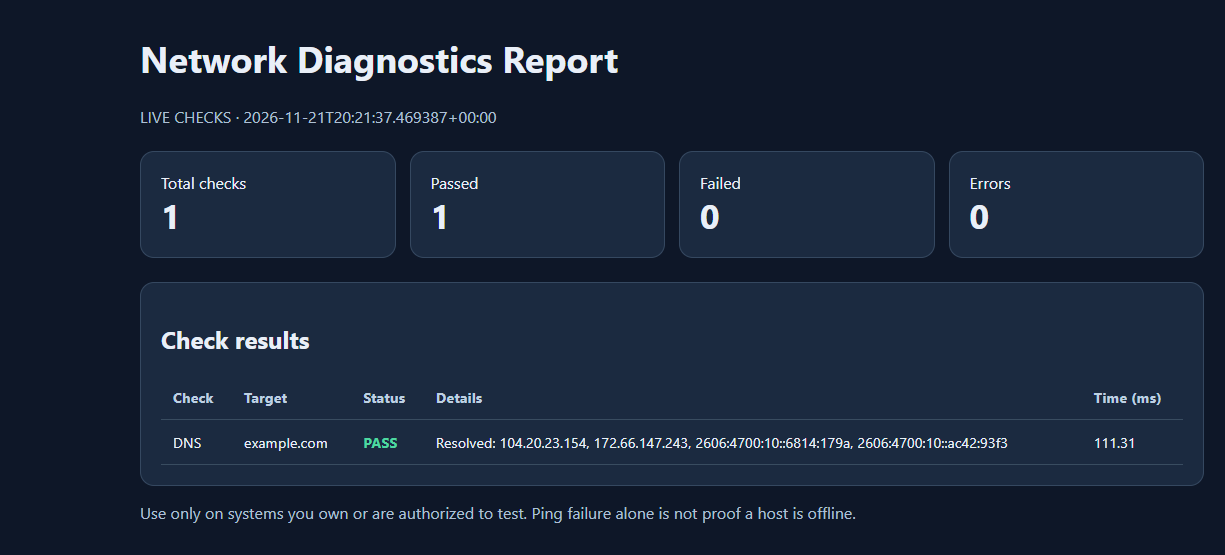 Network Diagnostics Report
LIVE CHECKS · 2026-11-21T20:21:37.469387+00:00
Total checks
1
Passed
1
Failed
0
Errors
0
Check results
Check Target Status Details Time (ms)
DNS example.com PASS Resolved: 104.20.23.154, 172.66.147.243, 2606:4700:10::6814:179a, 2606:4700:10::ac42:93f3 111.31
Use only on systems you own or are authorized to test. Ping failure alone is not proof a host is offline.